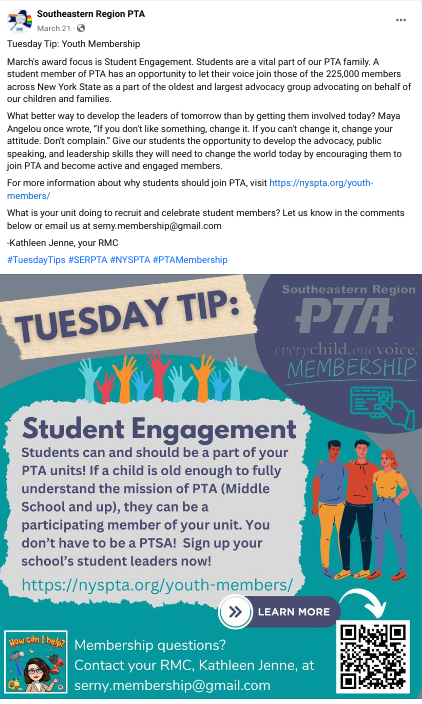 Southeastern Region PTA
March 21 ·
Tuesday Tip: Youth Membership
March's award focus is Student Engagement. Students are a vital part of our PTA family. A
student member of PTA has an opportunity to let their voice join those of the 225,000 members
across New York State as a part of the oldest and largest advocacy group advocating on behalf of
our children and families.
What better way to develop the leaders of tomorrow than by getting them involved today? Maya
Angelou once wrote, "If you don't like something, change it. If you can't change it, change your
attitude. Don't complain." Give our students the opportunity to develop the advocacy, public
speaking, and leadership skills they will need to change the world today by encouraging them to
join PTA and become active and engaged members.
For more information about why students should join PTA, visit https://nyspta.org/youth-
members/
What is your unit doing to recruit and celebrate student members? Let us know in the comments
below or email us at serny.membership@gmail.com
-Kathleen Jenne, your RMC
#TuesdayTips #SERPTA #NYSPTA #PTAMembership
TUESDAY TIP:
Southeastern Region
PTA
everychild.onevoice.
MEMBERSHIP
Student Engagement
Students can and should be a part of your
PTA units! If a child is old enough to fully
understand the mission of PTA (Middle
School and up), they can be a
participating member of your unit. You
don't have to be a PTSA! Sign up your
school's student leaders now!
https://nyspta.org/youth-members/
LEARN MORE
How can I help?
Membership questions?
Contact your RMC, Kathleen Jenne, at
serny.membership@gmail.com